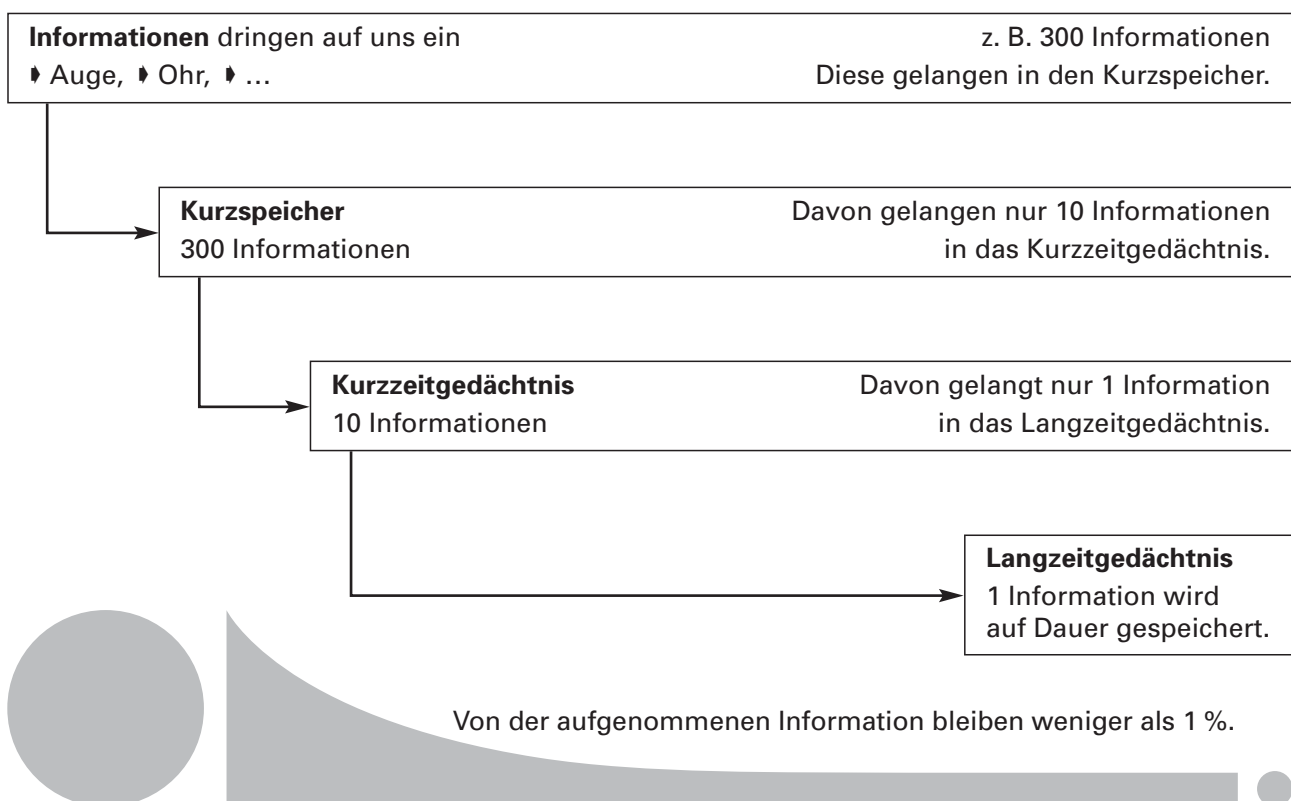 Informationen dringen auf uns ein
z. B. 300 Informationen
➧ Auge, ➧ Ohr, ➧ ...
Diese gelangen in den Kurzspeicher.
Kurzspeicher
Davon gelangen nur 10 Informationen
300 Informationen
in das Kurzzeitgedächtnis.
Kurzzeitgedächtnis
Davon gelangt nur 1 Information
10 Informationen
in das Langzeitgedächtnis.
Langzeitgedächtnis
1 Information wird
auf Dauer gespeichert.
Von der aufgenommenen Information bleiben weniger als 1 %.